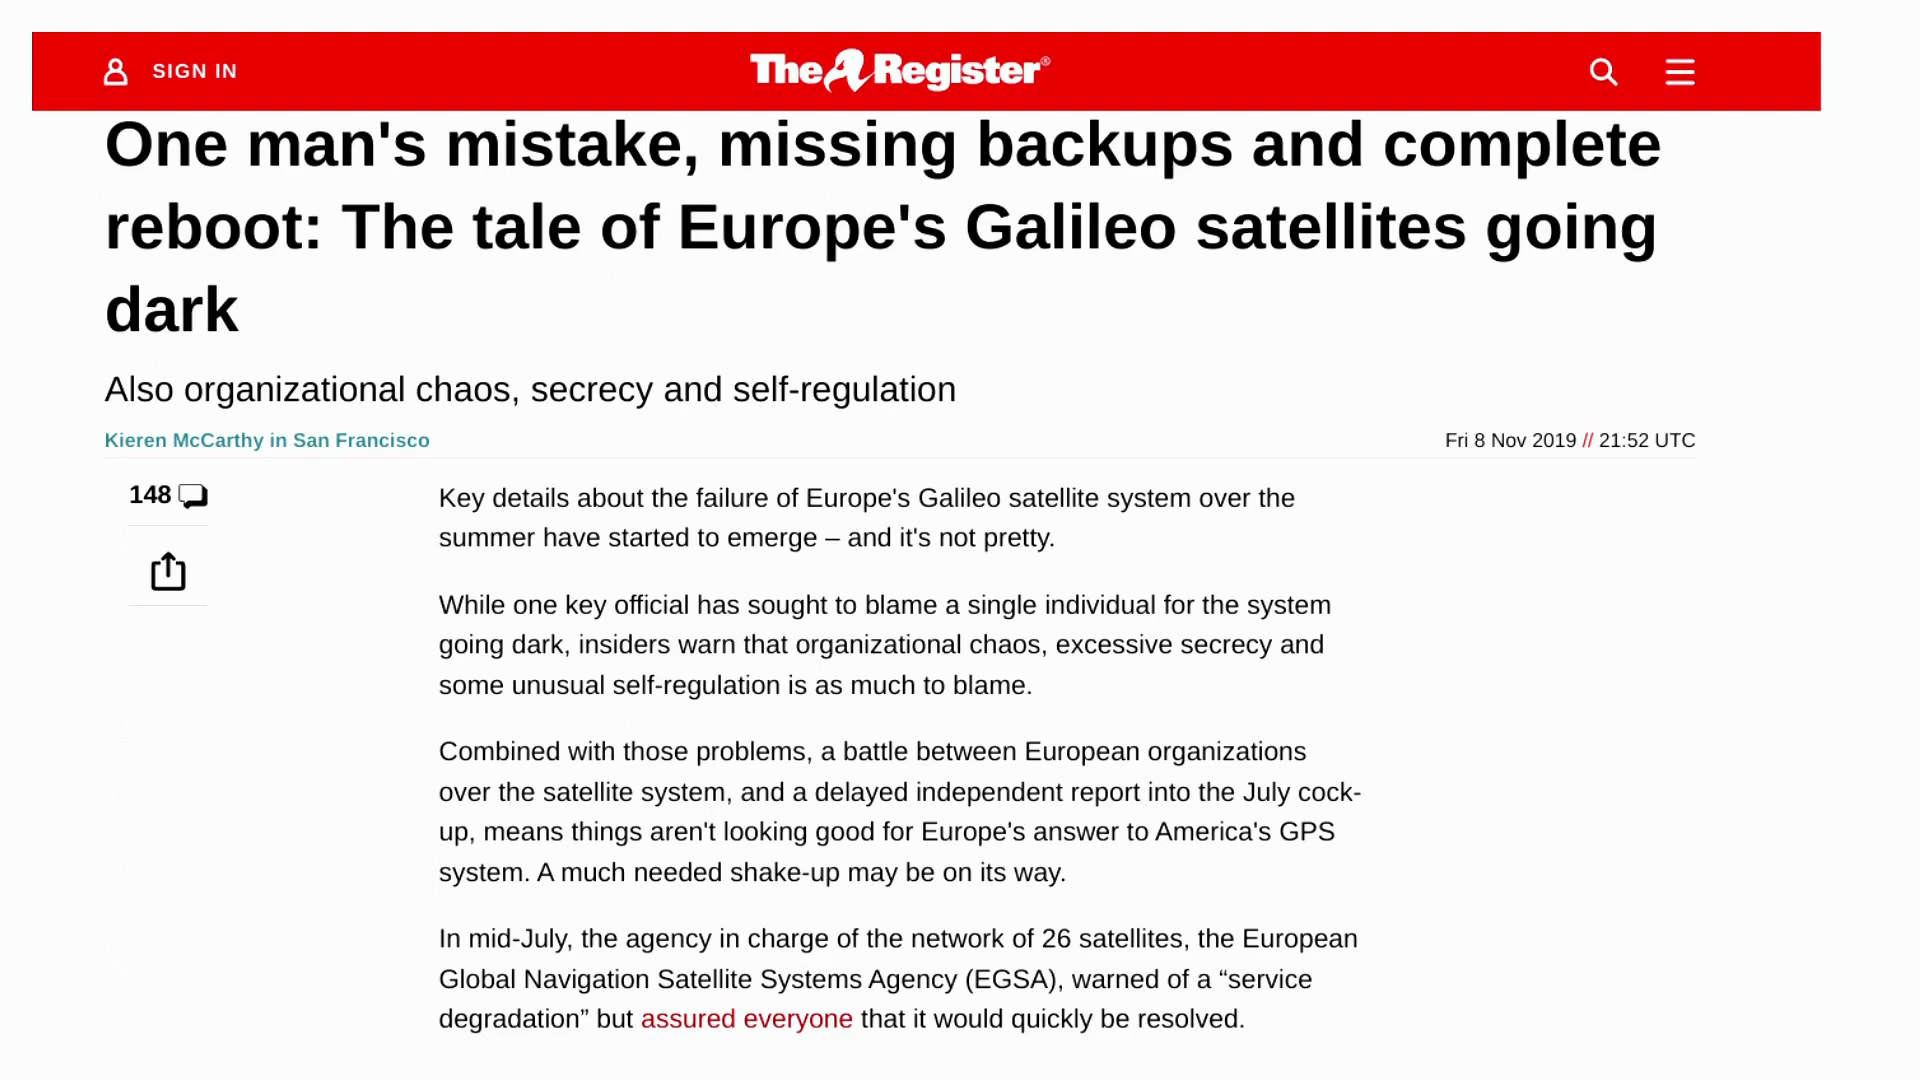 SIGN IN
The Register®
One man's mistake, missing backups and complete
reboot: The tale of Europe's Galileo satellites going
dark
Also organizational chaos, secrecy and self-regulation
Kieren McCarthy in San Francisco
Fri 8 Nov 2019 // 21:52 UTC
148
Key details about the failure of Europe's Galileo satellite system over the
summer have started to emerge – and it's not pretty.
While one key official has sought to blame a single individual for the system
going dark, insiders warn that organizational chaos, excessive secrecy and
some unusual self-regulation is as much to blame.
Combined with those problems, a battle between European organizations
over the satellite system, and a delayed independent report into the July cock-
up, means things aren't looking good for Europe's answer to America's GPS
system. A much needed shake-up may be on its way.
In mid-July, the agency in charge of the network of 26 satellites, the European
Global Navigation Satellite Systems Agency (EGSA), warned of a “service
degradation” but assured everyone that it would quickly be resolved.